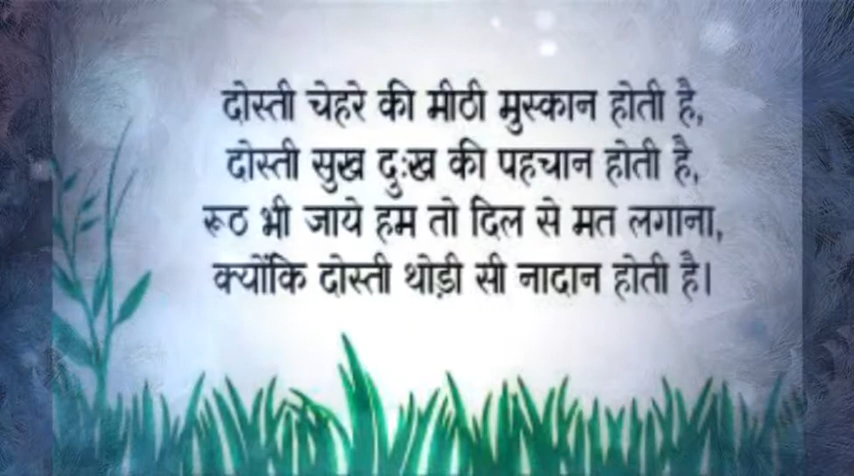 दोस्ती चेहरे की मीठी मुस्कान होती है,
दोस्ती सुख दुःख की पहचान होती है,
रूठ भी जाये हम तो दिल से मत लगाना,
क्योंकि दोस्ती थोड़ी सी नादान होती है।